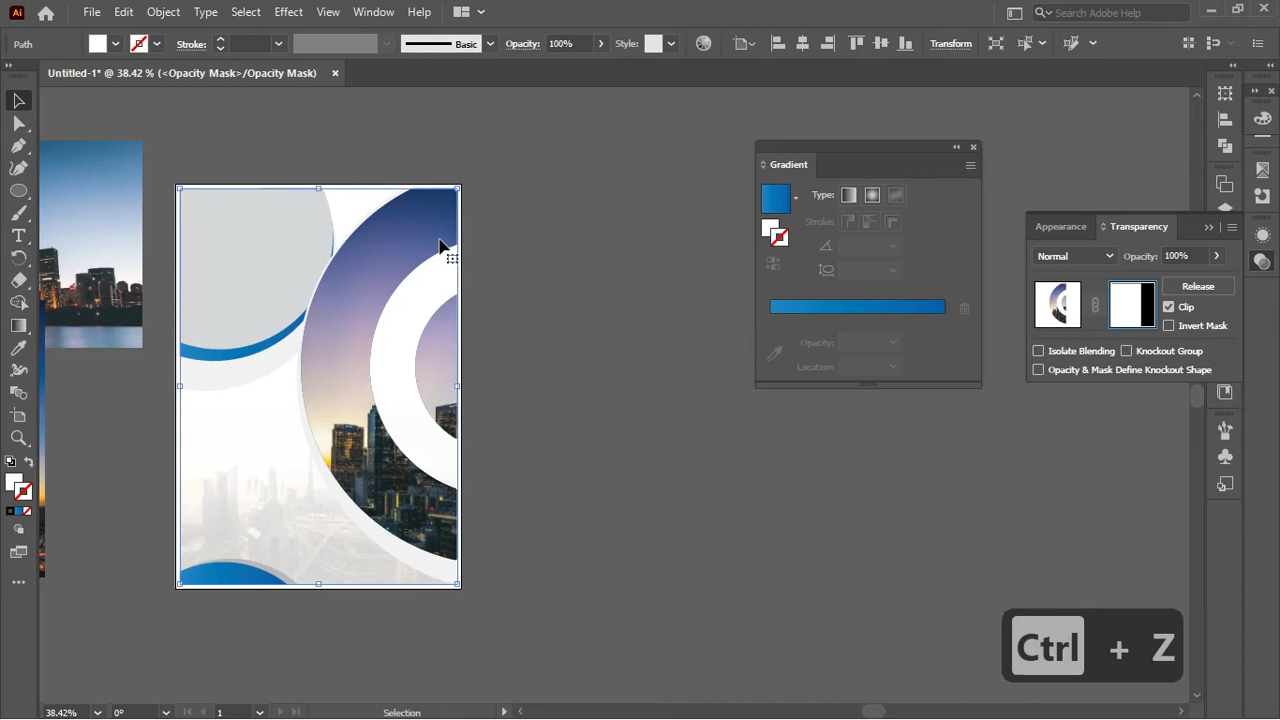 Ai File Edit Object Type Select Effect View Window Help Search Adobe Help
Path Stroke: Basic Opacity: 100% Style: Transform
Untitled-1* @ 38.42 % (<Opacity Mask>/Opacity Mask) ×
Gradient
Type:
Stroke:
Opacity:
Location:
Appearance Transparency
Normal Opacity: 100%
Release
Clip
Invert Mask
Isolate Blending Knockout Group
Opacity & Mask Define Knockout Shape
Ctrl + Z
38.42% 0° 1 Selection